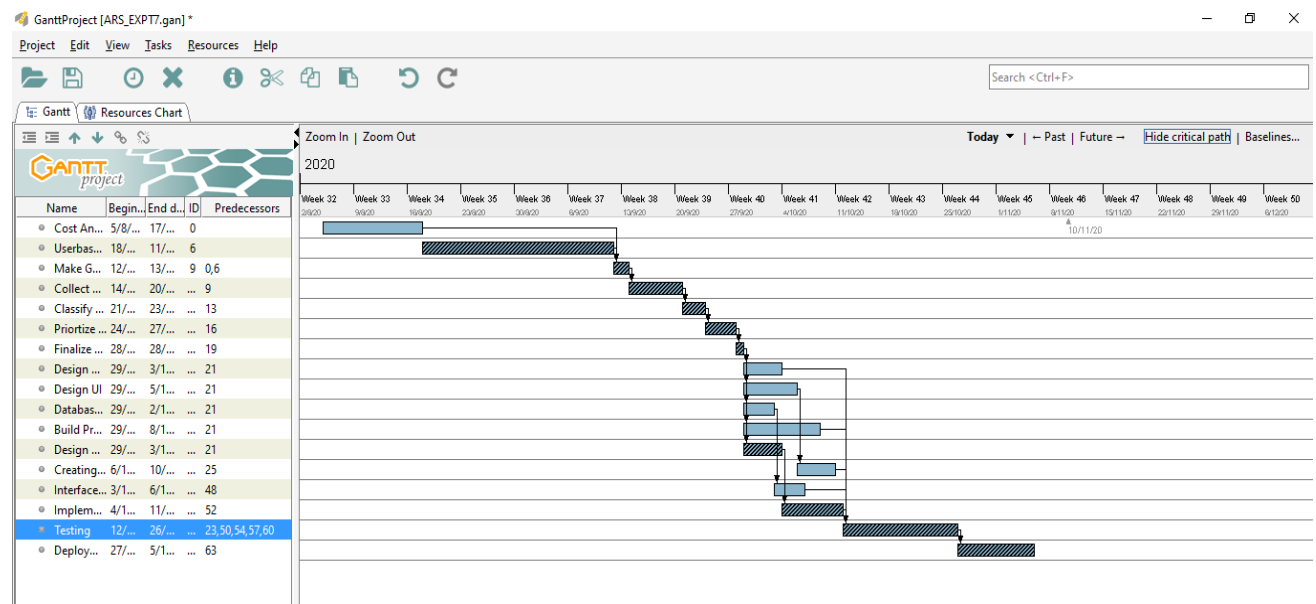 GanttProject [ARS_EXPT7.gan] *
Project Edit View Tasks Resources Help
Search <Ctrl+F>
Gantt Resources Chart
Zoom In | Zoom Out Today ▼ | ← Past | Future → Hide critical path | Baselines...
GANTT project
2020
Week 32 Week 33 Week 34 Week 35 Week 36 Week 37 Week 38 Week 39 Week 40 Week 41 Week 42 Week 43 Week 44 Week 45 Week 46 Week 47 Week 48 Week 49 Week 50
2/8/20 9/8/20 16/8/20 23/8/20 30/8/20 6/9/20 13/9/20 20/9/20 27/9/20 4/10/20 11/10/20 18/10/20 25/10/20 1/11/20 8/11/20 15/11/20 22/11/20 29/11/20 6/12/20
Name Begin... End d... ID Predecessors
Cost An... 5/8/... 17/... 0
10/11/20
Userbas... 18/... 11/... 6
Make G... 12/... 13/... 9 0,6
Collect ... 14/... 20/... ... 9
Classify ... 21/... 23/... ... 13
Priortize ... 24/... 27/... ... 16
Finalize ... 28/... 28/... ... 19
Design ... 29/... 3/1... ... 21
Design UI 29/... 5/1... ... 21
Databas... 29/... 2/1... ... 21
Build Pr... 29/... 8/1... ... 21
Design ... 29/... 3/1... ... 21
Creating... 6/1... 10/... ... 25
Interface... 3/1... 6/1... ... 48
Implem... 4/1... 11/... ... 52
Testing 12/... 26/... ... 23,50,54,57,60
Deploy... 27/... 5/1... ... 63